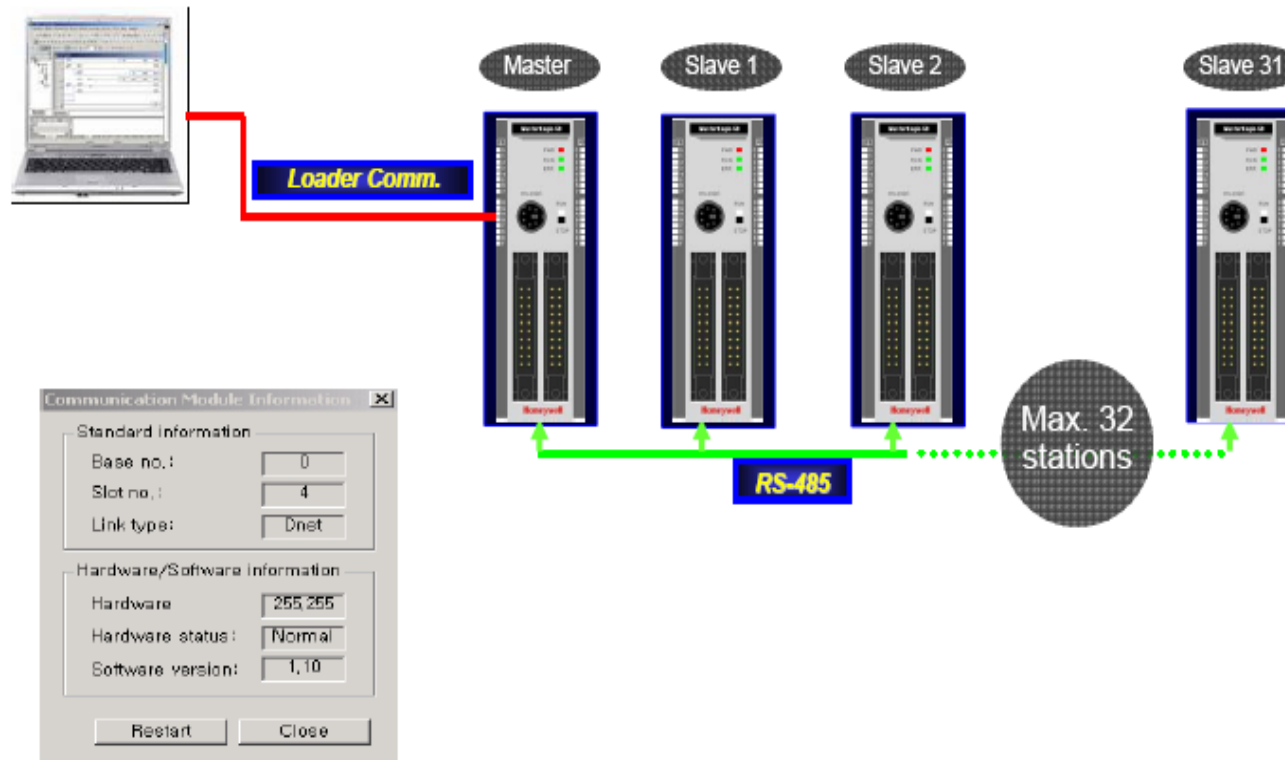 Master
Slave 1
Slave 2
Slave 31
Loader Comm.
RS-485
Max. 32
stations
Honeywell
Honeywell
Honeywell
Honeywell
Communication Module Information
Standard information
Base no.: 0
Slot no.: 4
Link type: Dnet
Hardware/Software information
Hardware 255,255
Hardware status: Normal
Software version: 1,10
Restart Close